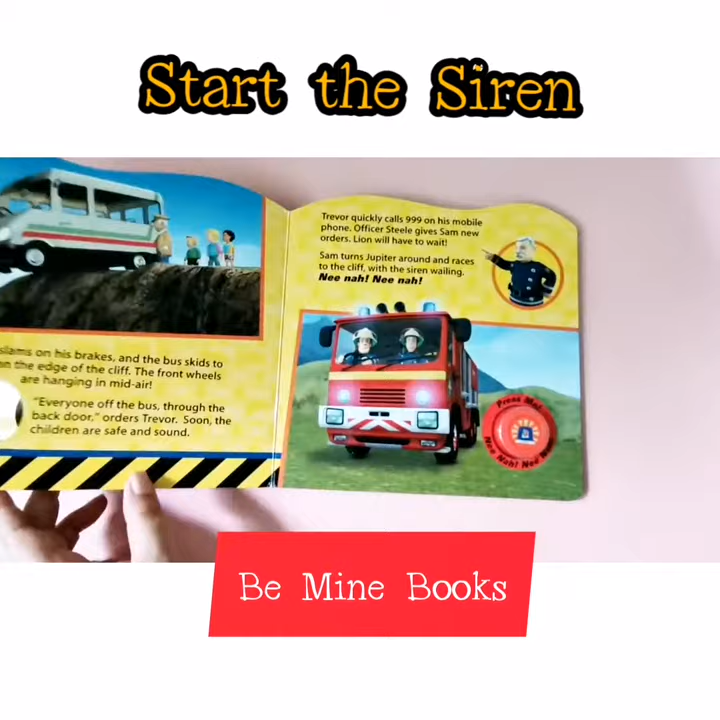 Start the Siren
slams on his brakes, and the bus skids to
the edge of the cliff. The front wheels
are hanging in mid-air!
"Everyone off the bus, through the
back door," orders Trevor. Soon, the
children are safe and sound.
Trevor quickly calls 999 on his mobile
phone. Officer Steele gives Sam new
orders. Lion will have to wait!
Sam turns Jupiter around and races
to the cliff, with the siren wailing.
Nee nah! Nee nah!
Press Me!
Nee Nah! Nee Nah!
Be Mine Books